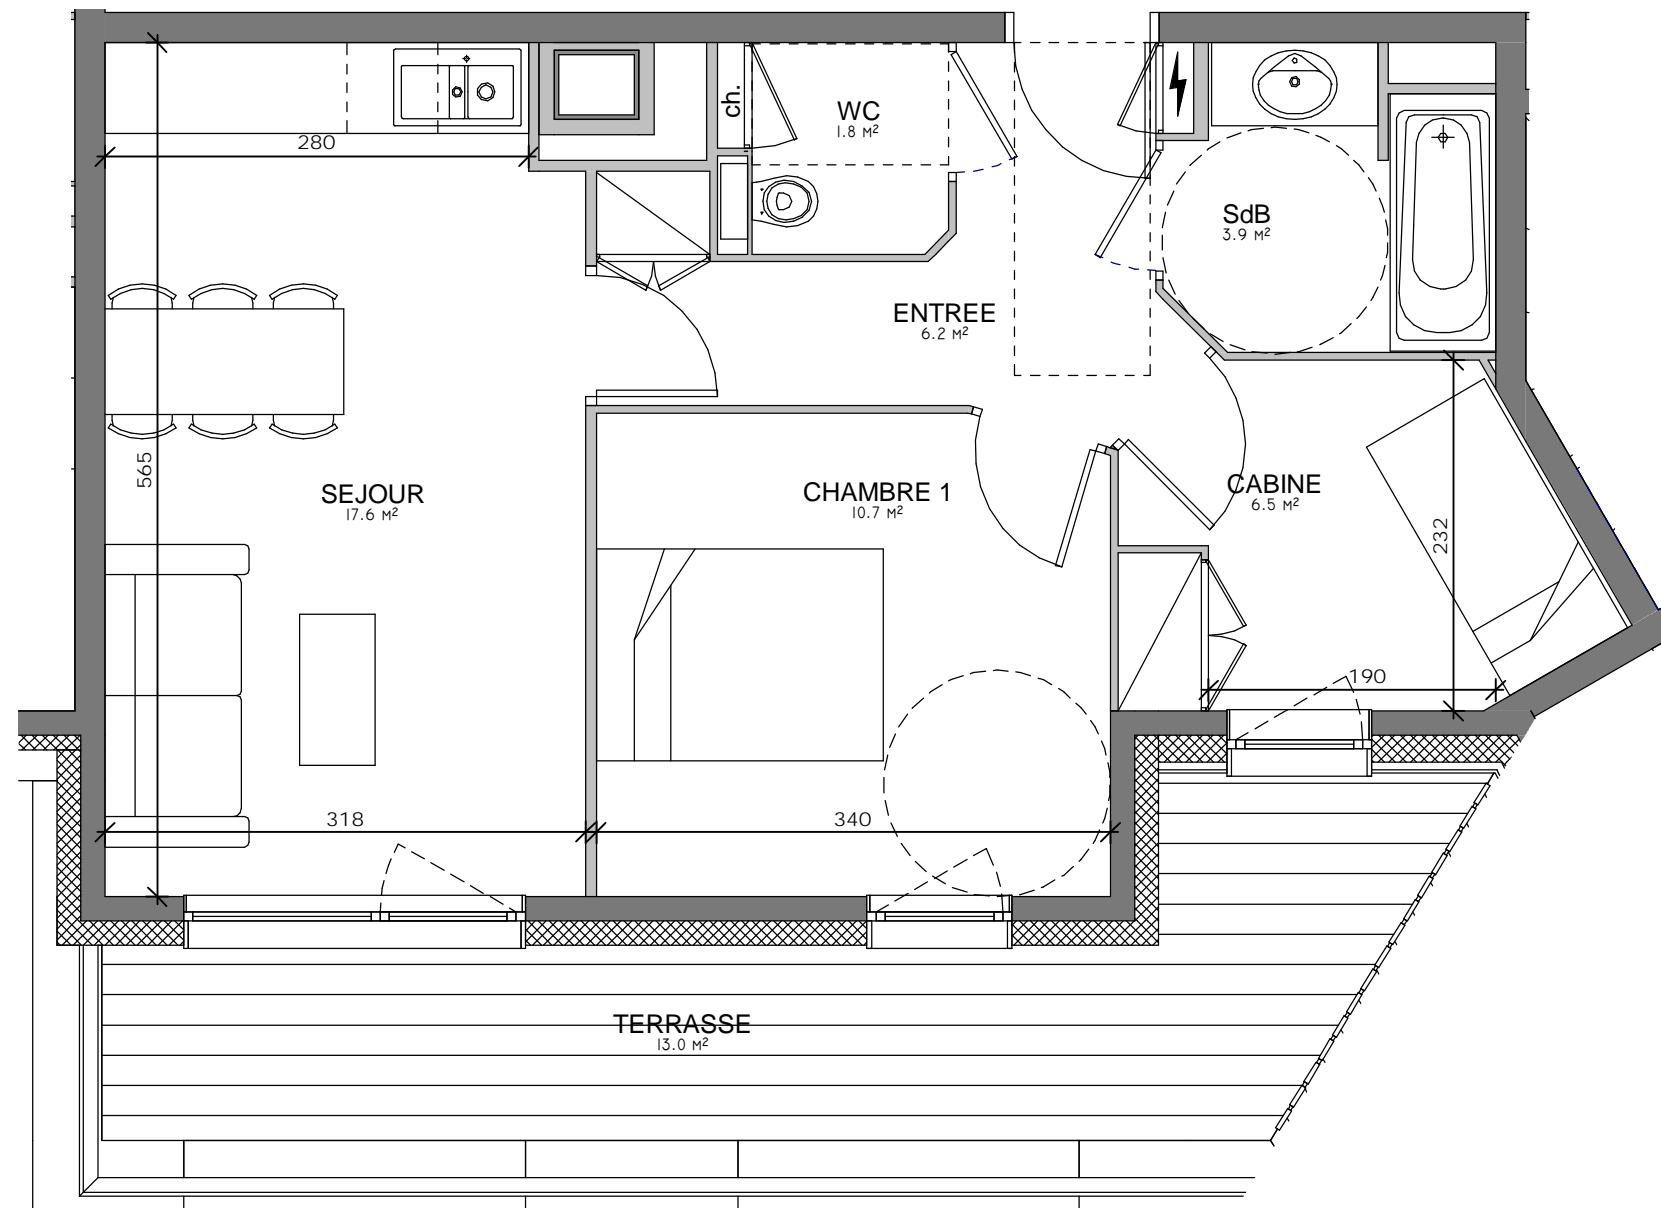 ch.
WC
1.8 M²
280
SdB
3.9 M²
ENTREE
6.2 M²
565
SEJOUR
17.6 M²
CHAMBRE 1
10.7 M²
CABINE
6.5 M²
232
190
318
340
TERRASSE
13.0 M²